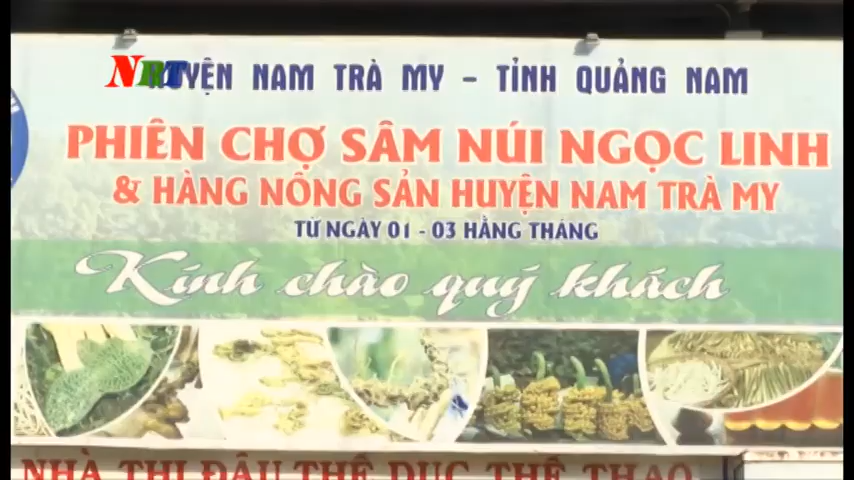 NRT
HUYỆN NAM TRÀ MY - TỈNH QUẢNG NAM
PHIÊN CHỢ SÂM NÚI NGỌC LINH
& HÀNG NÔNG SẢN HUYỆN NAM TRÀ MY
TỪ NGÀY 01 - 03 HẰNG THÁNG
Kính chào quý khách
NHÀ THI ĐẤU THỂ DỤC THỂ THAO